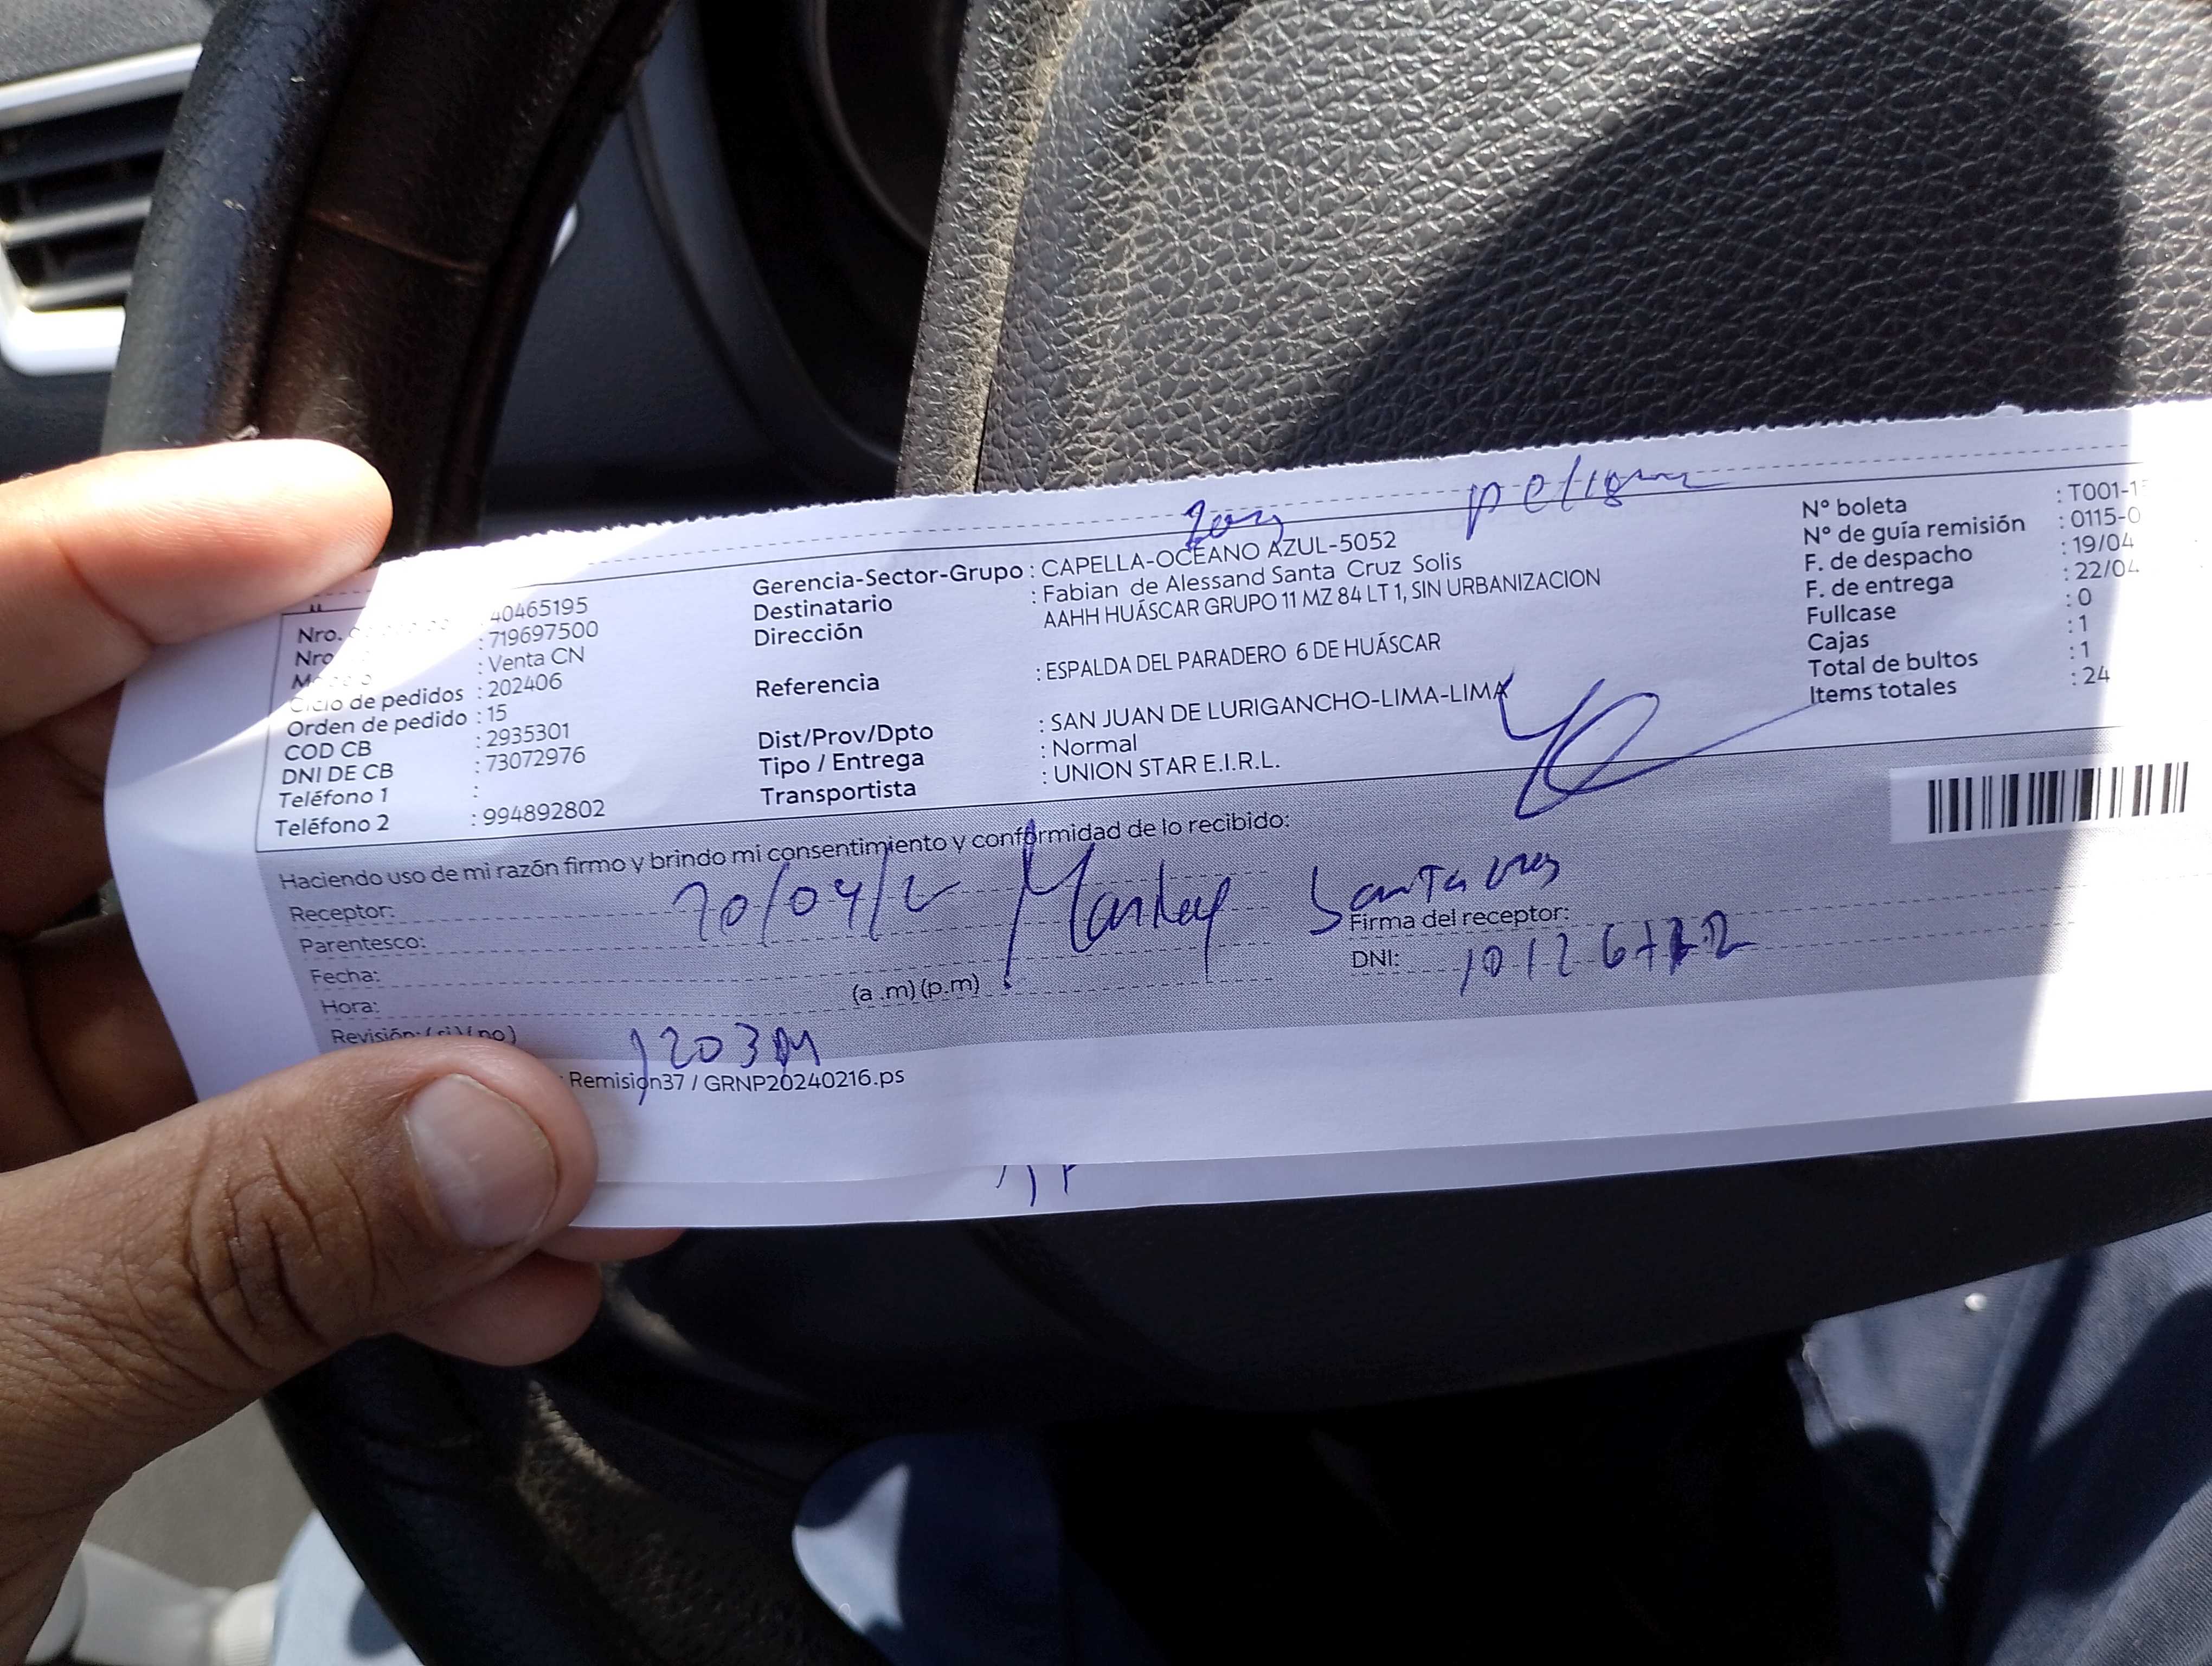 Zona peligrosa
Nro. : 40465195
Nro : 719697500
: Venta CN
Ciclo de pedidos : 202406
Orden de pedido : 15
COD CB : 2935301
DNI DE CB : 73072976
Teléfono 1 :
Teléfono 2 : 994892802
Gerencia-Sector-Grupo : CAPELLA-OCEANO AZUL-5052
Destinatario : Fabian de Alessand Santa Cruz Solis
Dirección AAHH HUÁSCAR GRUPO 11 MZ 84 LT 1, SIN URBANIZACION
Referencia : ESPALDA DEL PARADERO 6 DE HUÁSCAR
Dist/Prov/Dpto : SAN JUAN DE LURIGANCHO-LIMA-LIMA
Tipo / Entrega : Normal
Transportista : UNION STAR E.I.R.L.
N° boleta : T001-1
N° de guía remisión : 0115-0
F. de despacho : 19/04
F. de entrega : 22/04
Fullcase : 0
Cajas : 1
Total de bultos : 1
Items totales : 24
Haciendo uso de mi razón firmo y brindo mi consentimiento y conformidad de lo recibido:
Receptor:
Parentesco:
Fecha:
Hora: (a .m) (p.m)
Revisión: (si) (no)
Santa
Firma del receptor:
DNI:
Remision37 / GRNP20240216.ps